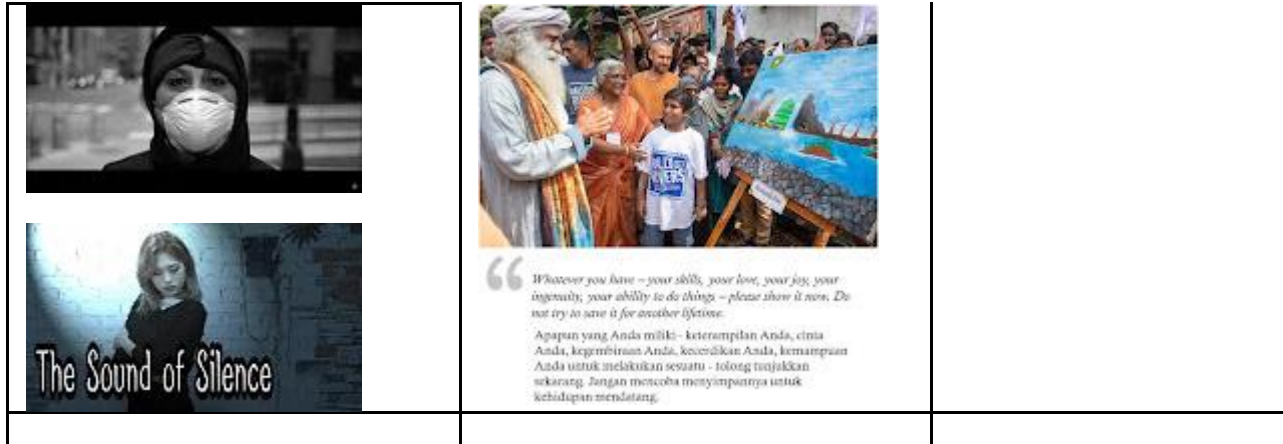 The Sound of Silence
RIVERS
Whatever you have – your skills, your love, your joy, your
ingenuity, your ability to do things – please show it now. Do
not try to save it for another lifetime.
Apapun yang Anda miliki - keterampilan Anda, cinta
Anda, kegembiraan Anda, kecerdikan Anda, kemampuan
Anda untuk melakukan sesuatu - tolong tunjukkan
sekarang. Jangan mencoba menyimpannya untuk
kehidupan mendatang.